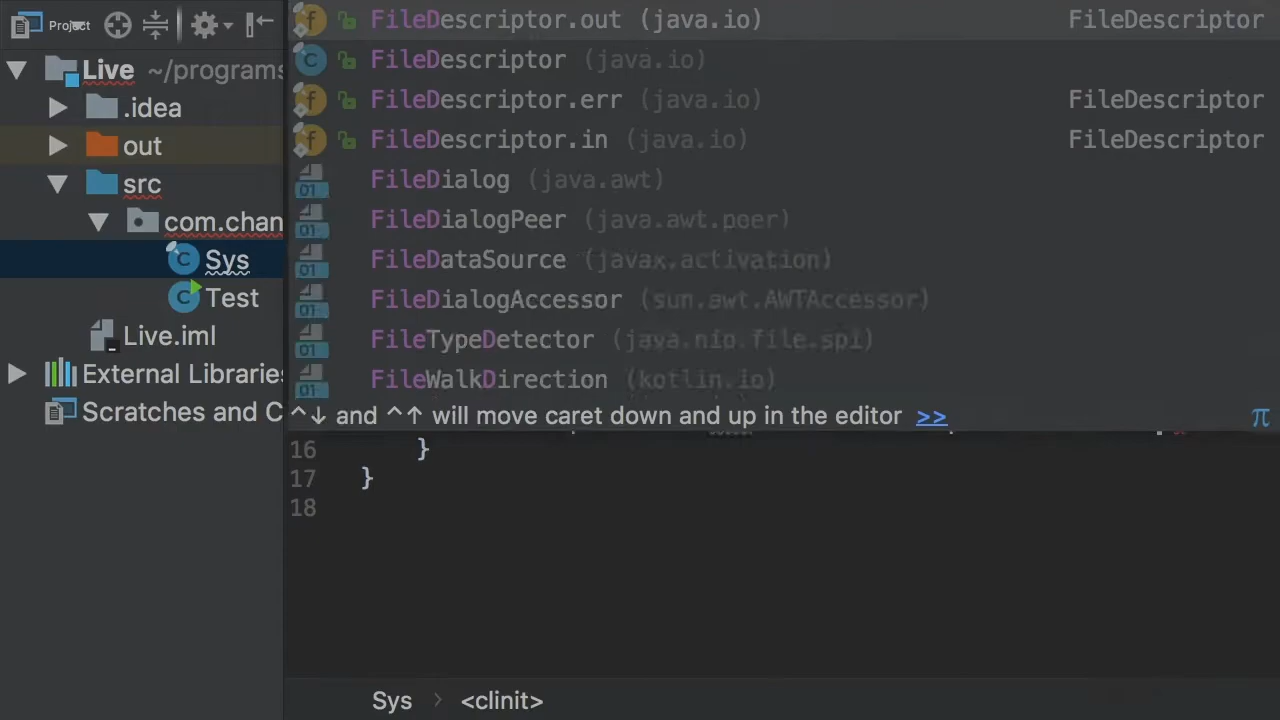 Project
Live ~/programs
.idea
out
src
com.chan
Sys
Test
Live.iml
External Libraries
Scratches and C
FileDescriptor.out (java.io) FileDescriptor
FileDescriptor (java.io)
FileDescriptor.err (java.io) FileDescriptor
FileDescriptor.in (java.io) FileDescriptor
FileDialog (java.awt)
FileDialogPeer (java.awt.peer)
FileDataSource (javax.activation)
FileDialogAccessor (sun.awt.AWTAccessor)
FileTypeDetector (java.nio.file.spi)
FileWalkDirection (kotlin.io)
^↓ and ^↑ will move caret down and up in the editor >> π
16 }
17 }
18
Sys > <clinit>